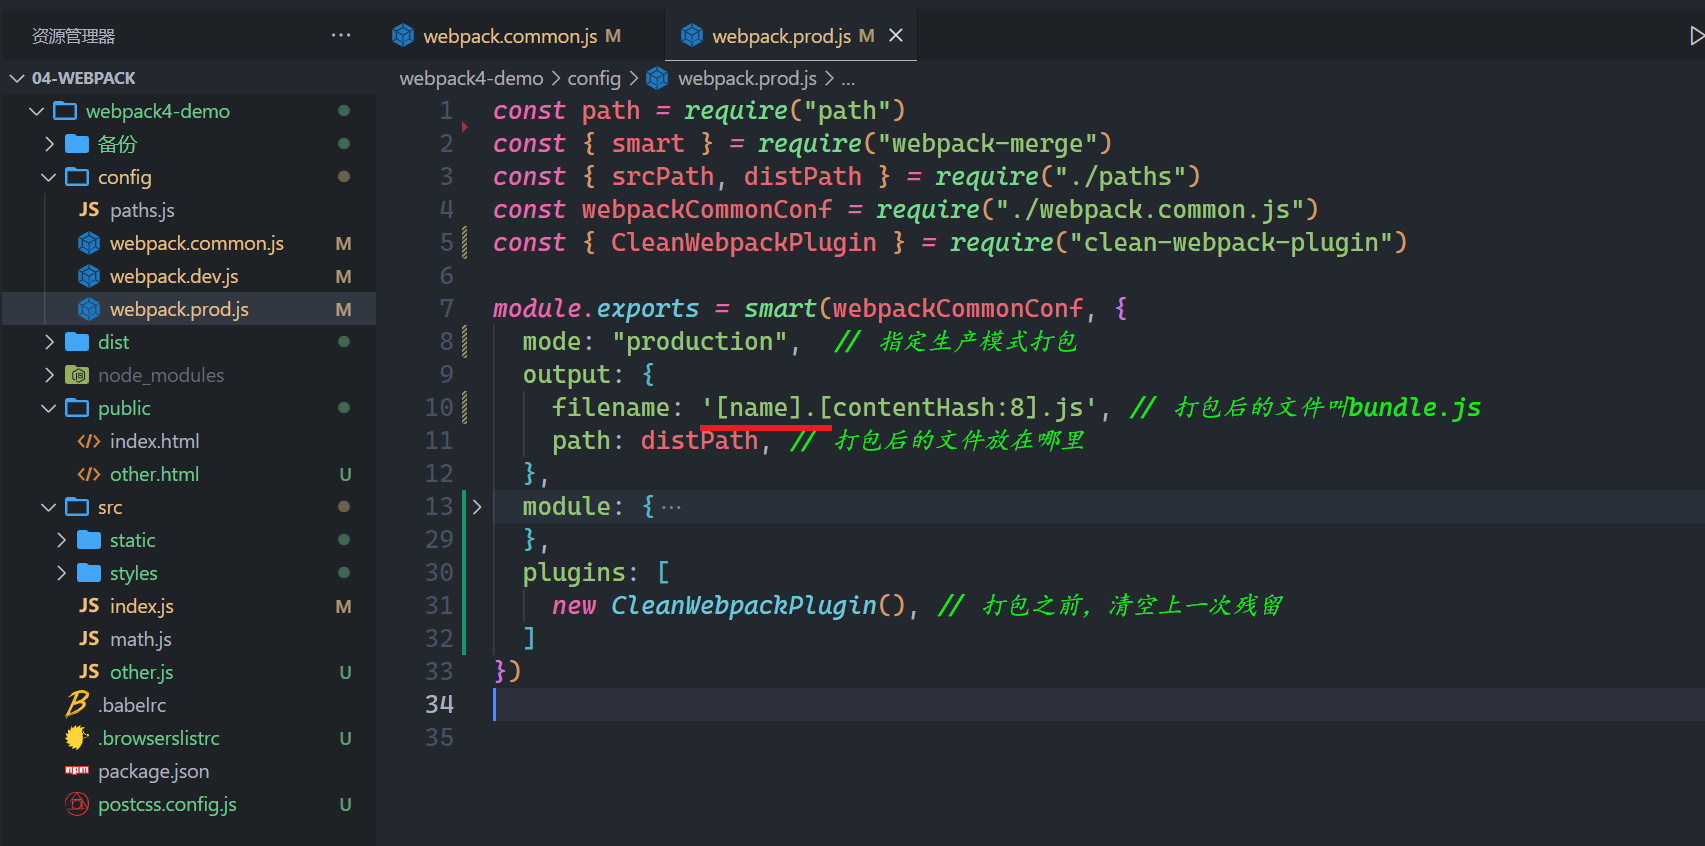 资源管理器 ···
webpack.common.js M
webpack.prod.js M
04-WEBPACK
webpack4-demo
备份
config
paths.js
webpack.common.js M
webpack.dev.js M
webpack.prod.js M
dist
node_modules
public
index.html
other.html U
src
static
styles
index.js M
math.js
other.js U
.babelrc
.browserslistrc U
package.json
postcss.config.js U
webpack4-demo > config > webpack.prod.js > ...
1 const path = require("path")
2 const { smart } = require("webpack-merge")
3 const { srcPath, distPath } = require("./paths")
4 const webpackCommonConf = require("./webpack.common.js")
5 const { CleanWebpackPlugin } = require("clean-webpack-plugin")
6
7 module.exports = smart(webpackCommonConf, {
8 mode: "production", // 指定生产模式打包
9 output: {
10 filename: '[name].[contentHash:8].js', // 打包后的文件叫bundle.js
11 path: distPath, // 打包后的文件放在哪里
12 },
13 module: {···
29 },
30 plugins: [
31 new CleanWebpackPlugin(), // 打包之前，清空上一次残留
32 ]
33 })
34
35